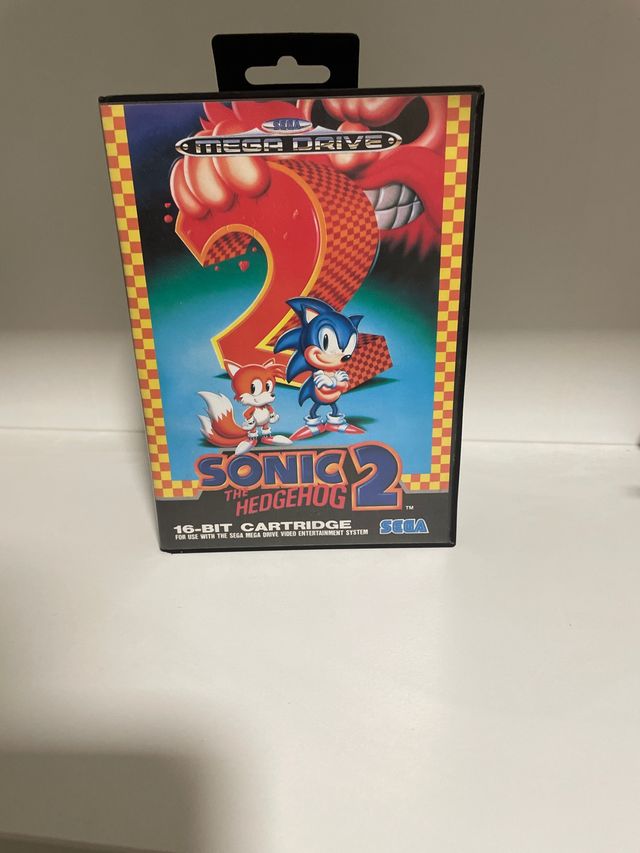 SEGA
MEGA DRIVE
2
SONIC
THE
HEDGEHOG 2
TM
16-BIT CARTRIDGE
FOR USE WITH THE SEGA MEGA DRIVE VIDEO ENTERTAINMENT SYSTEM
SEGA